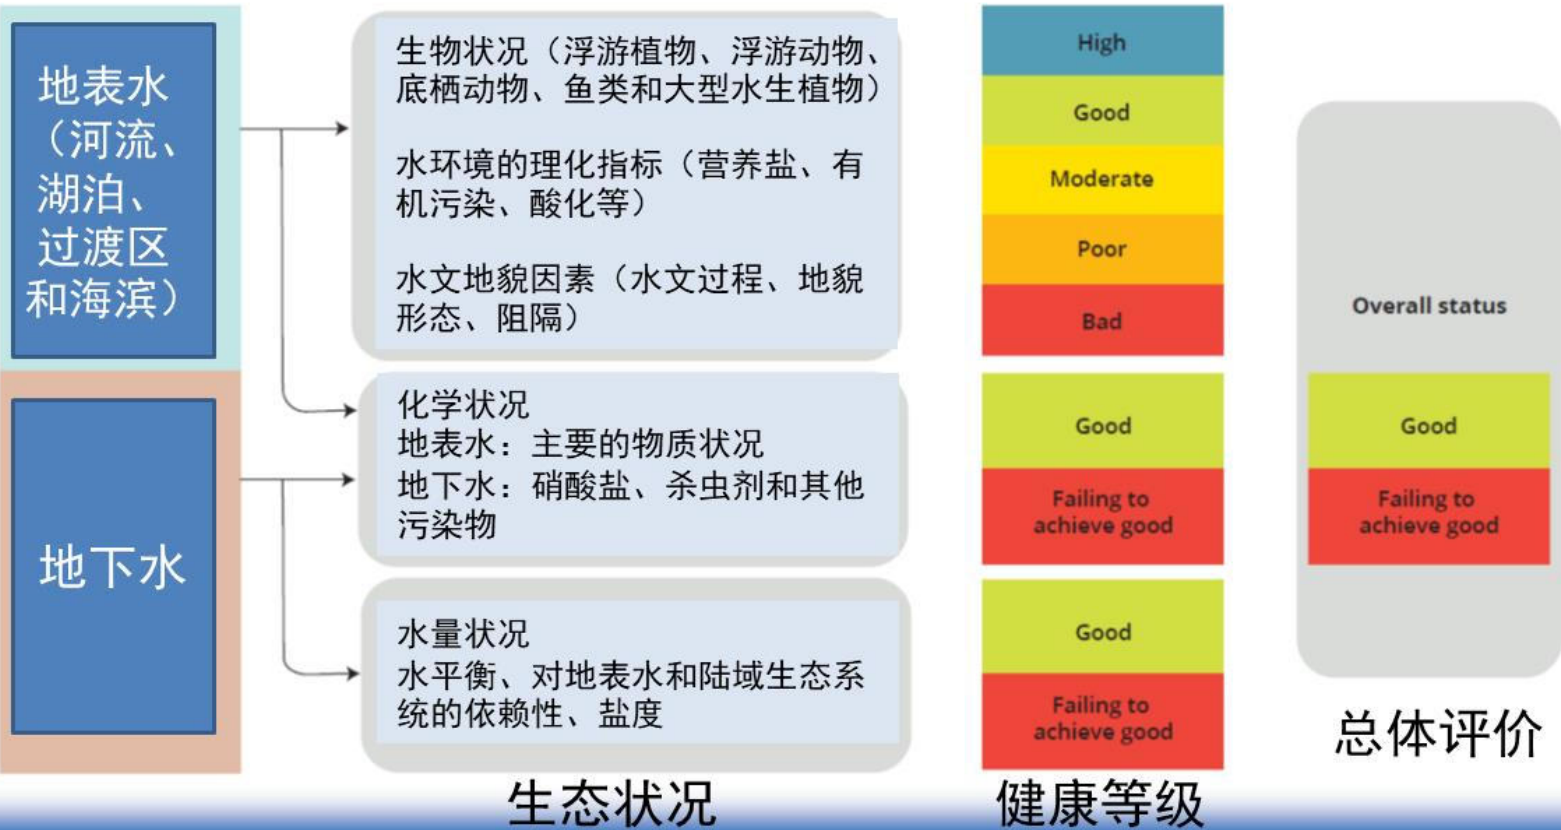 地表水
（河流、
湖泊、
过渡区
和海滨）
地下水
生物状况（浮游植物、浮游动物、
底栖动物、鱼类和大型水生植物）
水环境的理化指标（营养盐、有
机污染、酸化等）
水文地貌因素（水文过程、地貌
形态、阻隔）
化学状况
地表水：主要的物质状况
地下水：硝酸盐、杀虫剂和其他
污染物
水量状况
水平衡、对地表水和陆域生态系
统的依赖性、盐度
生态状况
High
Good
Moderate
Poor
Bad
Good
Failing to
achieve good
Good
Failing to
achieve good
健康等级
Overall status
Good
Failing to
achieve good
总体评价